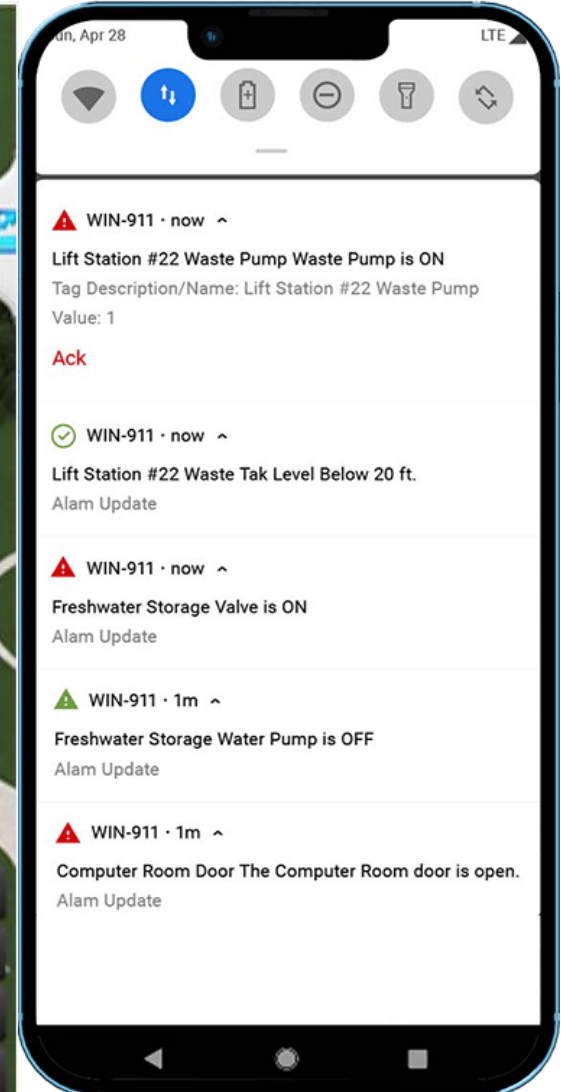 un, Apr 28
LTE
WIN-911 · now
Lift Station #22 Waste Pump Waste Pump is ON
Tag Description/Name: Lift Station #22 Waste Pump
Value: 1
Ack
WIN-911 · now
Lift Station #22 Waste Tak Level Below 20 ft.
Alam Update
WIN-911 · now
Freshwater Storage Valve is ON
Alam Update
WIN-911 · 1m
Freshwater Storage Water Pump is OFF
Alam Update
WIN-911 · 1m
Computer Room Door The Computer Room door is open.
Alam Update